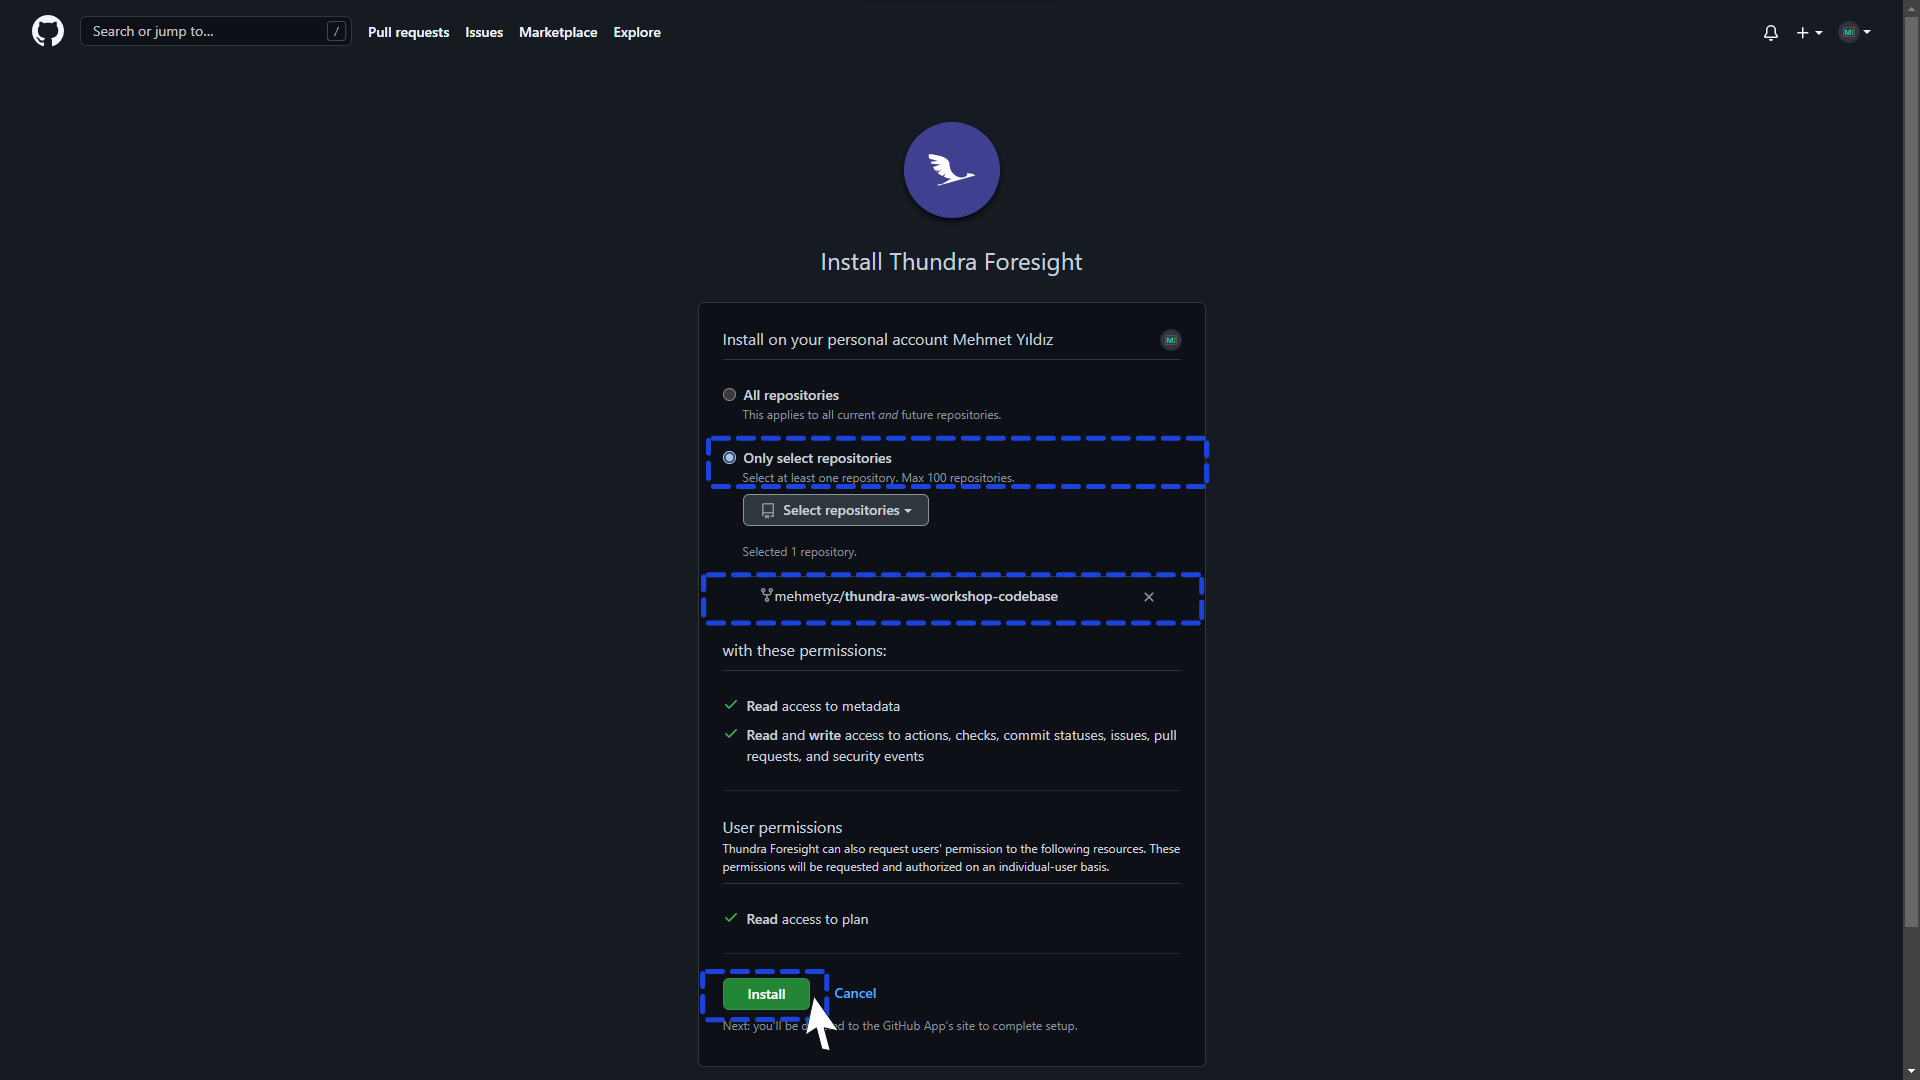 Search or jump to...
/
Pull requests
Issues
Marketplace
Explore
Install Thundra Foresight
Install on your personal account Mehmet Yıldız
All repositories
This applies to all current and future repositories.
Only select repositories
Select at least one repository. Max 100 repositories.
Select repositories
Selected 1 repository.
mehmetyz/thundra-aws-workshop-codebase
with these permissions:
Read access to metadata
Read and write access to actions, checks, commit statuses, issues, pull
requests, and security events
User permissions
Thundra Foresight can also request users' permission to the following resources. These
permissions will be requested and authorized on an individual-user basis.
Read access to plan
Install
Cancel
Next: you'll be to the GitHub App's site to complete setup.